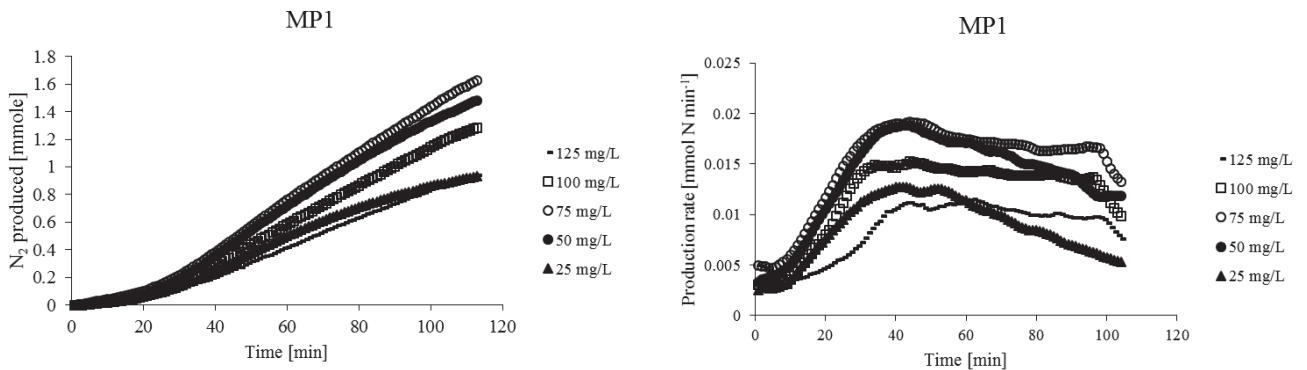 MP1
N₂ produced [mmole]
1.8
1.6
1.4
1.2
1
0.8
0.6
0.4
0.2
0
0 20 40 60 80 100 120
Time [min]
125 mg/L
100 mg/L
75 mg/L
50 mg/L
25 mg/L
MP1
Production rate [mmol N min⁻¹]
0.025
0.02
0.015
0.01
0.005
0
0 20 40 60 80 100 120
Time [min]
125 mg/L
100 mg/L
75 mg/L
50 mg/L
25 mg/L